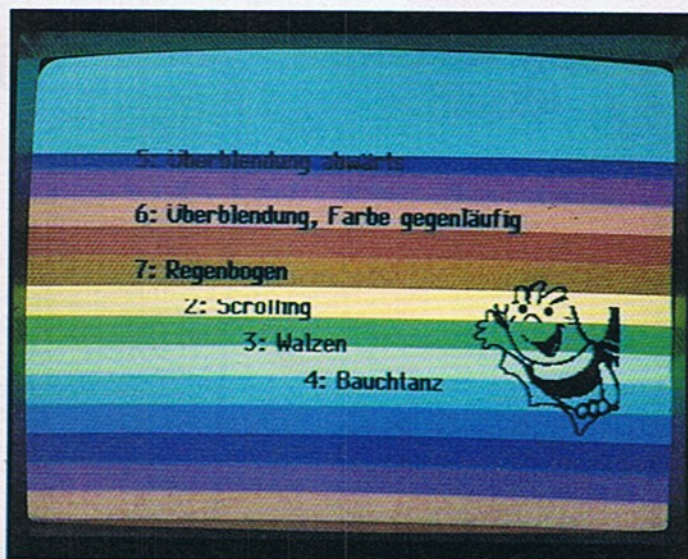 5: Überblendung abwärts
6: Überblendung, Farbe gegenläufig
7: Regenbogen
2: Scrolling
3: Walzen
4: Bauchtanz